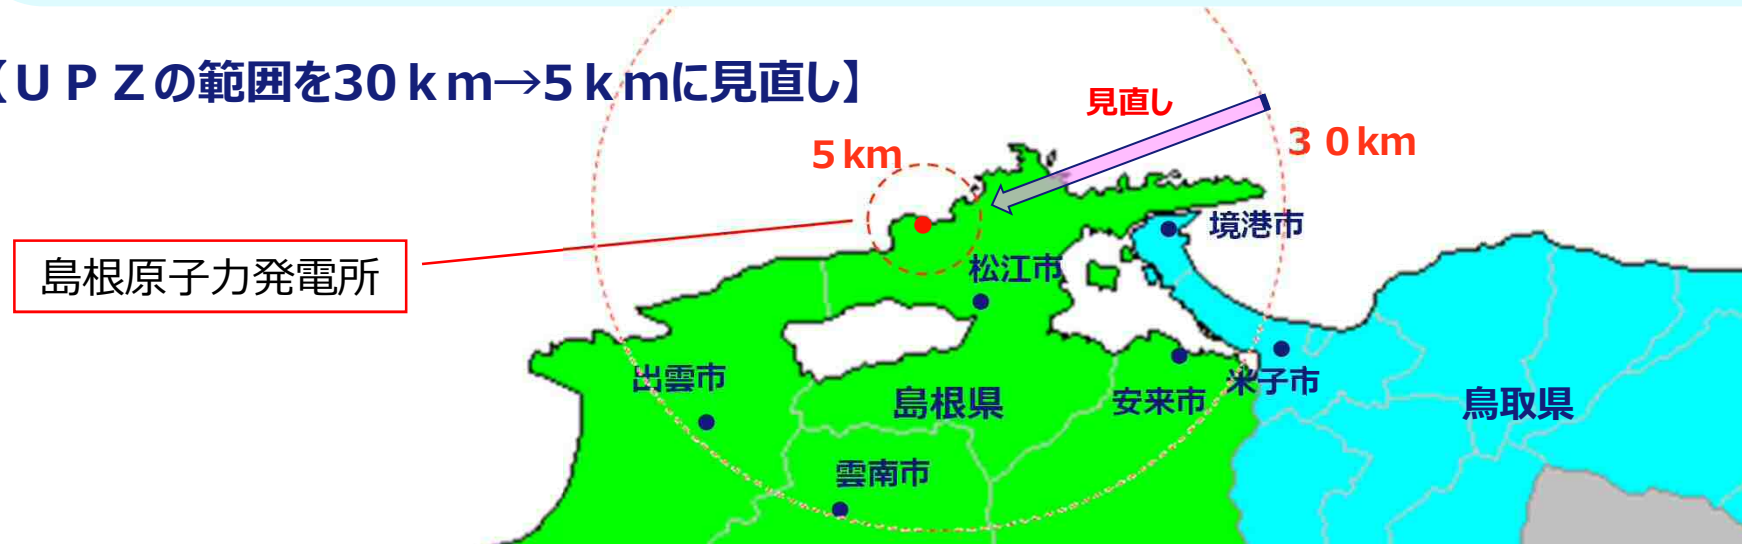 【ＵＰＺの範囲を30ｋｍ→5ｋｍに見直し】
見直し
5km
３０km
境港市
島根原子力発電所
松江市
出雲市
島根県
安来市
米子市
鳥取県
雲南市